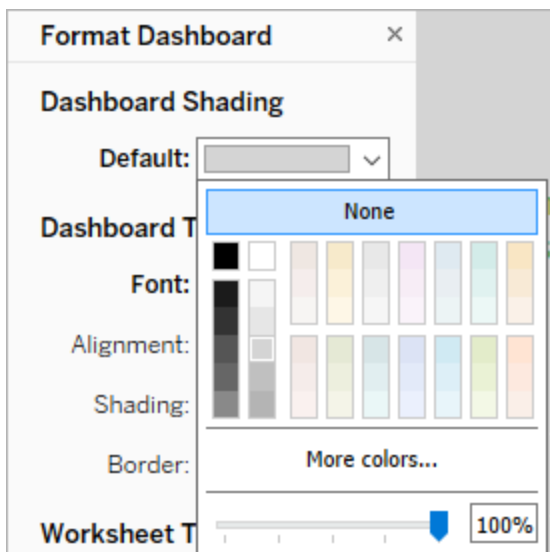 Format Dashboard ×
Dashboard Shading
Default:
None
Dashboard T
Font:
Alignment:
Shading:
Border:
More colors...
Worksheet T
100%